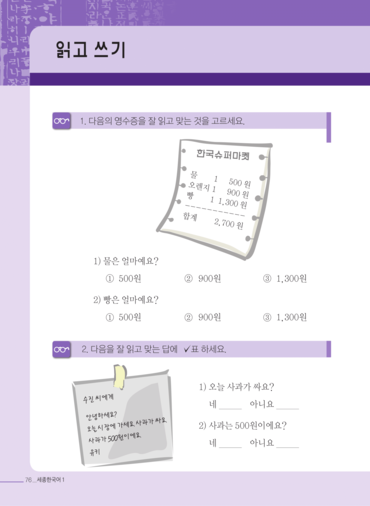 읽고 쓰기
1. 다음의 영수증을 잘 읽고 맞는 것을 고르세요.
한국슈퍼마켓
물 1 500 원
오렌지 1 900 원
빵 1 1,300 원
합계 2,700 원
1) 물은 얼마예요?
① 500원 ② 900원 ③ 1,300원
2) 빵은 얼마예요?
① 500원 ② 900원 ③ 1,300원
2. 다음을 잘 읽고 맞는 답에 ✓표 하세요.
수진 씨에게
안녕하세요?
오늘 시장에 가세요. 사과가 싸요.
사과가 500원이에요.
유키
1) 오늘 사과가 싸요?
네 _____ 아니요 _____
2) 사과는 500원이에요?
네 _____ 아니요 _____
76 _ 세종한국어 1